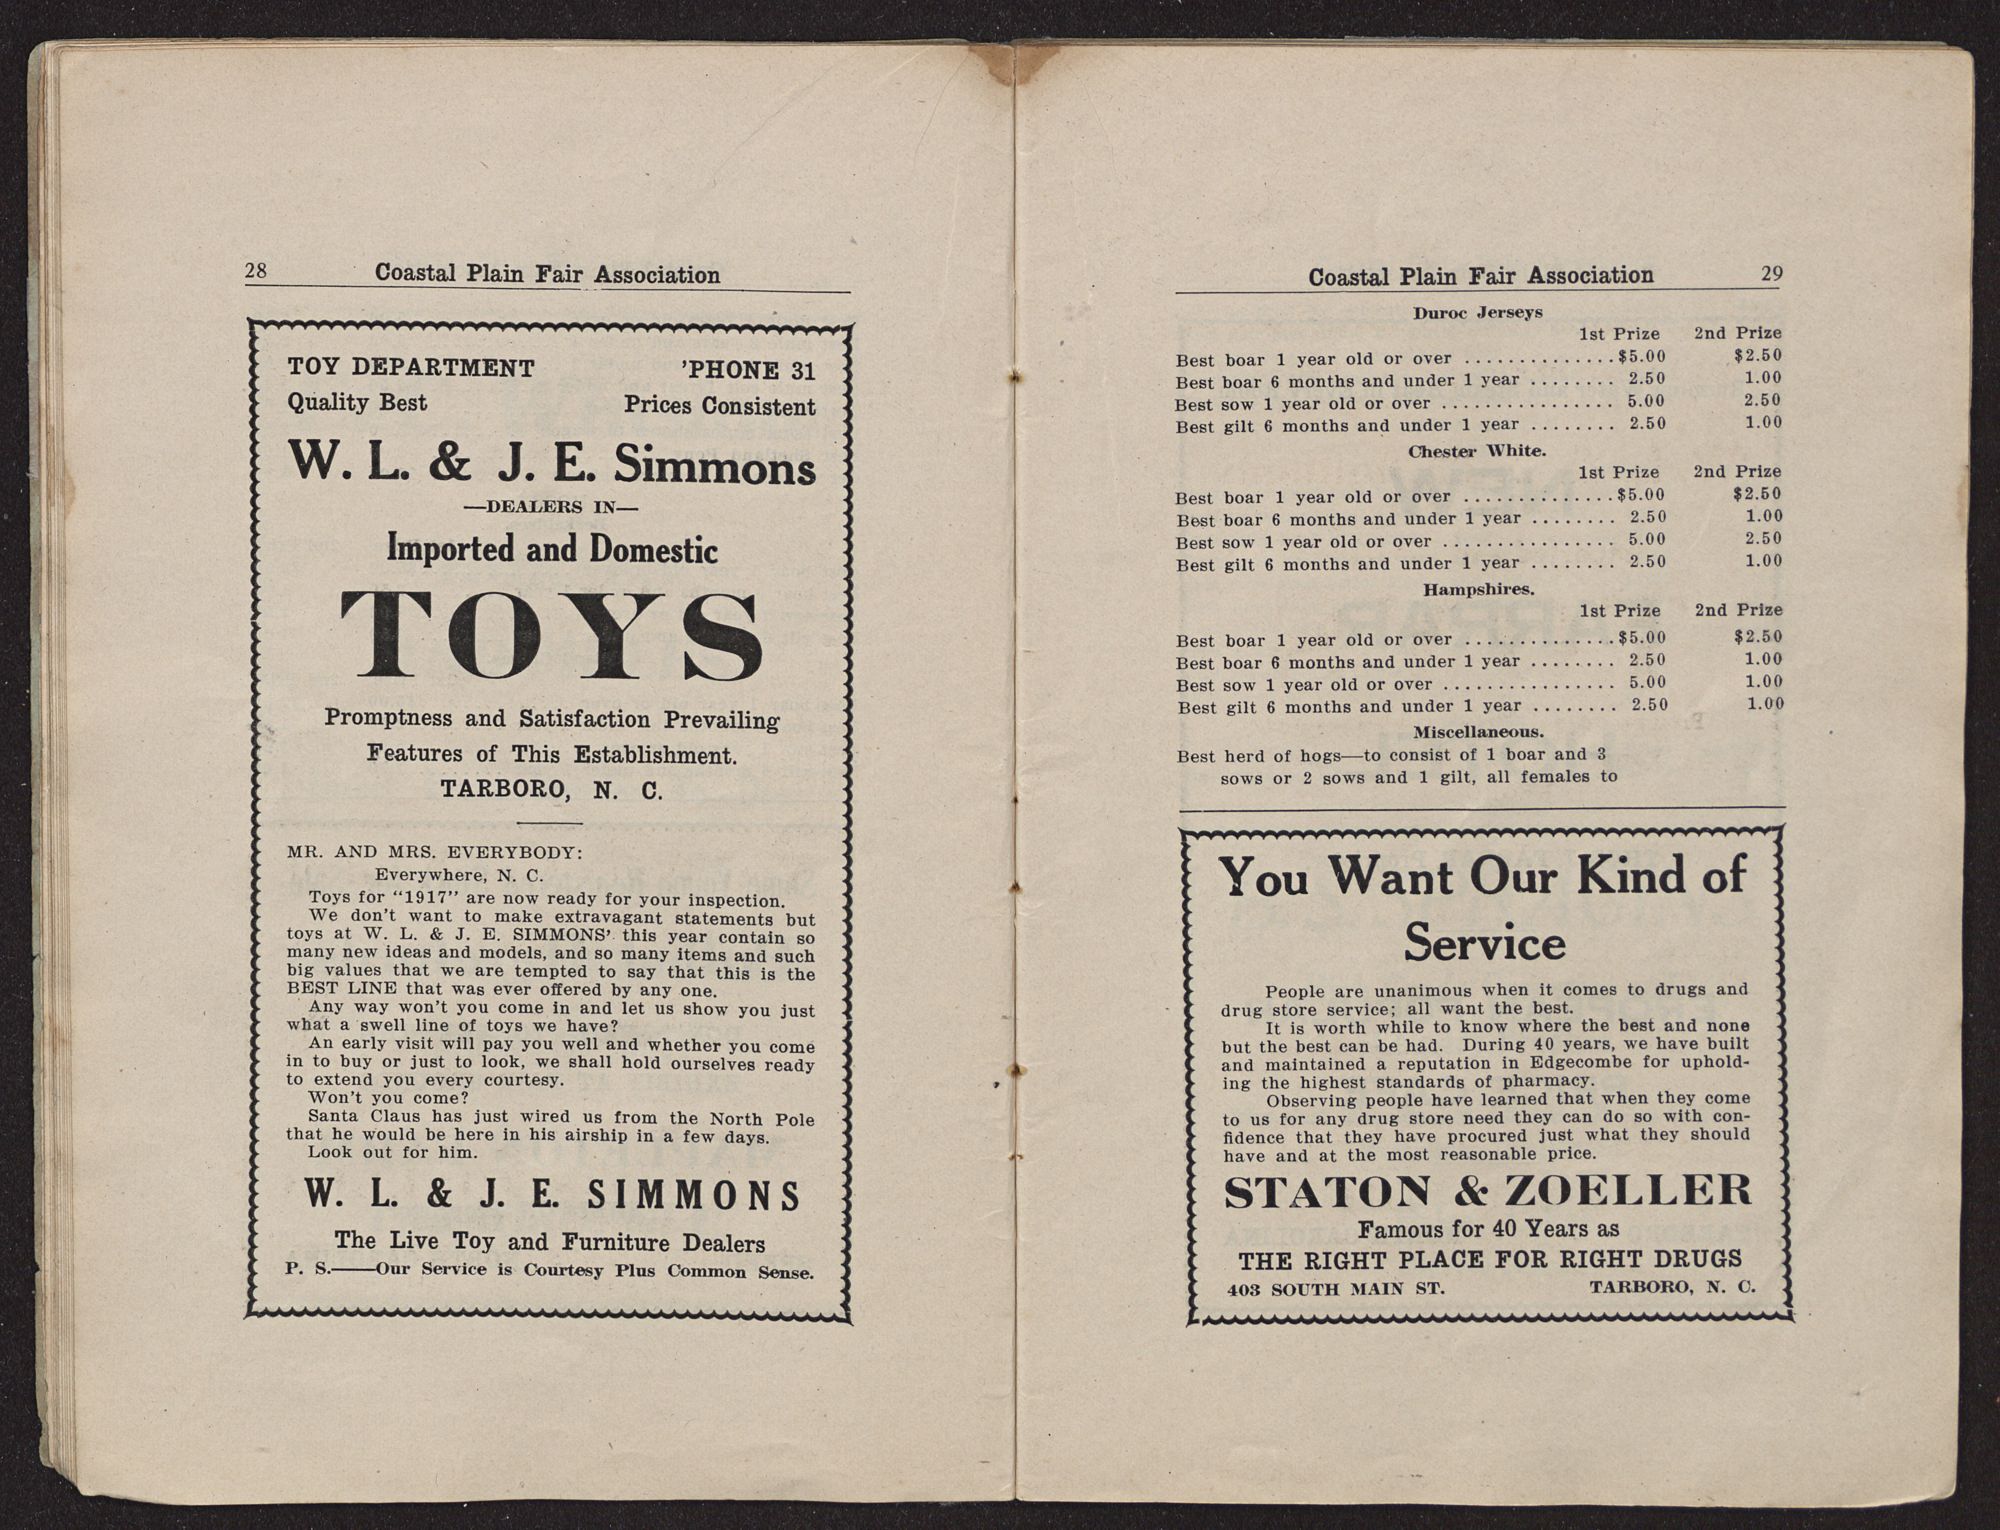 28 Coastal Plain Fair Association
TOY DEPARTMENT 'PHONE 31
Quality Best Prices Consistent
W. L. & J. E. Simmons
—DEALERS IN—
Imported and Domestic
TOYS
Promptness and Satisfaction Prevailing
Features of This Establishment.
TARBORO, N. C.
MR. AND MRS. EVERYBODY:
Everywhere, N. C.
Toys for "1917" are now ready for your inspection.
We don't want to make extravagant statements but
toys at W. L. & J. E. SIMMONS' this year contain so
many new ideas and models, and so many items and such
big values that we are tempted to say that this is the
BEST LINE that was ever offered by any one.
Any way won't you come in and let us show you just
what a swell line of toys we have?
An early visit will pay you well and whether you come
in to buy or just to look, we shall hold ourselves ready
to extend you every courtesy.
Won't you come?
Santa Claus has just wired us from the North Pole
that he would be here in his airship in a few days.
Look out for him.
W. L. & J. E. SIMMONS
The Live Toy and Furniture Dealers
P. S.——Our Service is Courtesy Plus Common Sense.
Coastal Plain Fair Association 29
Duroc Jerseys
1st Prize 2nd Prize
Best boar 1 year old or over ..............$5.00 $2.50
Best boar 6 months and under 1 year ........ 2.50 1.00
Best sow 1 year old or over ................ 5.00 2.50
Best gilt 6 months and under 1 year ........ 2.50 1.00
Chester White.
1st Prize 2nd Prize
Best boar 1 year old or over ..............$5.00 $2.50
Best boar 6 months and under 1 year ........ 2.50 1.00
Best sow 1 year old or over ................ 5.00 2.50
Best gilt 6 months and under 1 year ........ 2.50 1.00
Hampshires.
1st Prize 2nd Prize
Best boar 1 year old or over ..............$5.00 $2.50
Best boar 6 months and under 1 year ........ 2.50 1.00
Best sow 1 year old or over ................ 5.00 1.00
Best gilt 6 months and under 1 year ........ 2.50 1.00
Miscellaneous.
Best herd of hogs—to consist of 1 boar and 3
sows or 2 sows and 1 gilt, all females to
You Want Our Kind of
Service
People are unanimous when it comes to drugs and
drug store service; all want the best.
It is worth while to know where the best and none
but the best can be had. During 40 years, we have built
and maintained a reputation in Edgecombe for uphold-
ing the highest standards of pharmacy.
Observing people have learned that when they come
to us for any drug store need they can do so with con-
fidence that they have procured just what they should
have and at the most reasonable price.
STATON & ZOELLER
Famous for 40 Years as
THE RIGHT PLACE FOR RIGHT DRUGS
403 SOUTH MAIN ST. TARBORO, N. C.